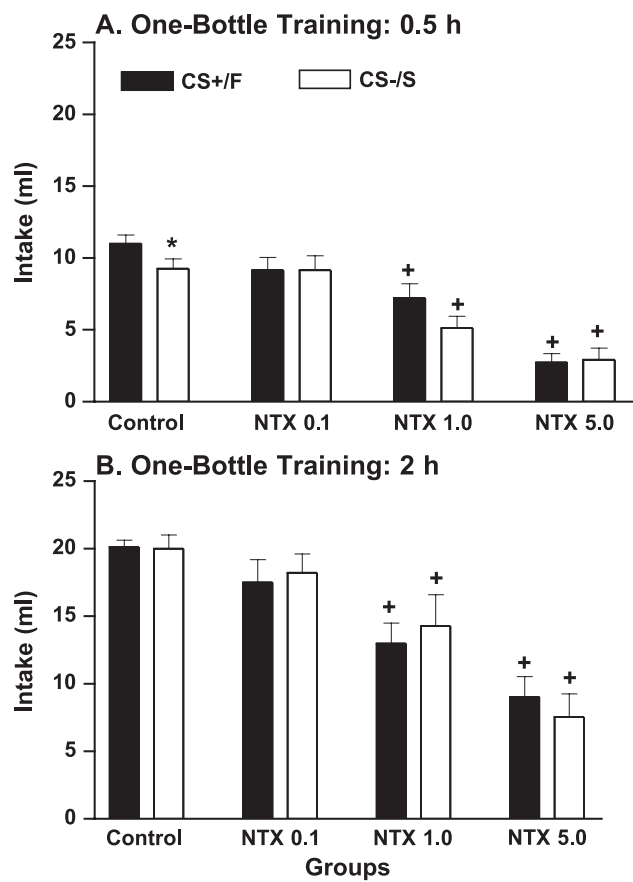 A. One-Bottle Training: 0.5 h
25
CS+/F CS-/S
20
15
10
5
0
Intake (ml)
*
+
+
+
+
Control NTX 0.1 NTX 1.0 NTX 5.0
B. One-Bottle Training: 2 h
25
20
15
10
5
0
Intake (ml)
+
+
+
+
Control NTX 0.1 NTX 1.0 NTX 5.0
Groups